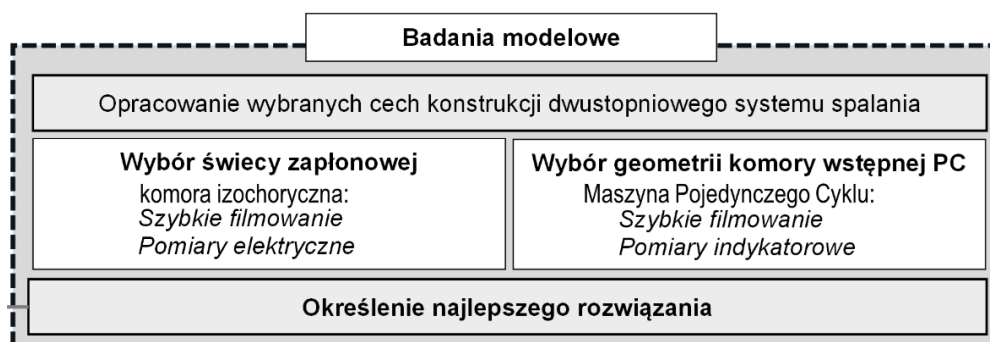 Badania modelowe
Opracowanie wybranych cech konstrukcji dwustopniowego systemu spalania
Wybór świecy zapłonowej
komora izochoryczna:
Szybkie filmowanie
Pomiary elektryczne
Wybór geometrii komory wstępnej PC
Maszyna Pojedynczego Cyklu:
Szybkie filmowanie
Pomiary indykatorowe
Określenie najlepszego rozwiązania